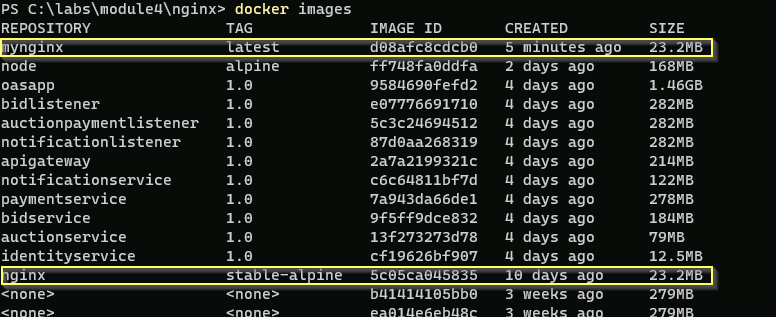 PS C:\labs\module4\nginx> docker images
REPOSITORY TAG IMAGE ID CREATED SIZE
mynginx latest d08afc8cdcb0 5 minutes ago 23.2MB
node alpine ff748fa0ddfa 2 days ago 168MB
oasapp 1.0 9584690fefd2 4 days ago 1.46GB
bidlistener 1.0 e07776691710 4 days ago 282MB
auctionpaymentlistener 1.0 5c3c24694512 4 days ago 282MB
notificationlistener 1.0 87d0aa268319 4 days ago 282MB
apigateway 1.0 2a7a2199321c 4 days ago 214MB
notificationservice 1.0 c6c64811bf7d 4 days ago 122MB
paymentservice 1.0 7a943da66de1 4 days ago 278MB
bidservice 1.0 9f5ff9dce832 4 days ago 184MB
auctionservice 1.0 13f273273d78 4 days ago 79MB
identityservice 1.0 cf19626bf907 4 days ago 12.5MB
nginx stable-alpine 5c05ca045835 10 days ago 23.2MB
<none> <none> b41414105bb0 3 weeks ago 279MB
<none> <none> ea014e6eb48c 3 weeks ago 279MB